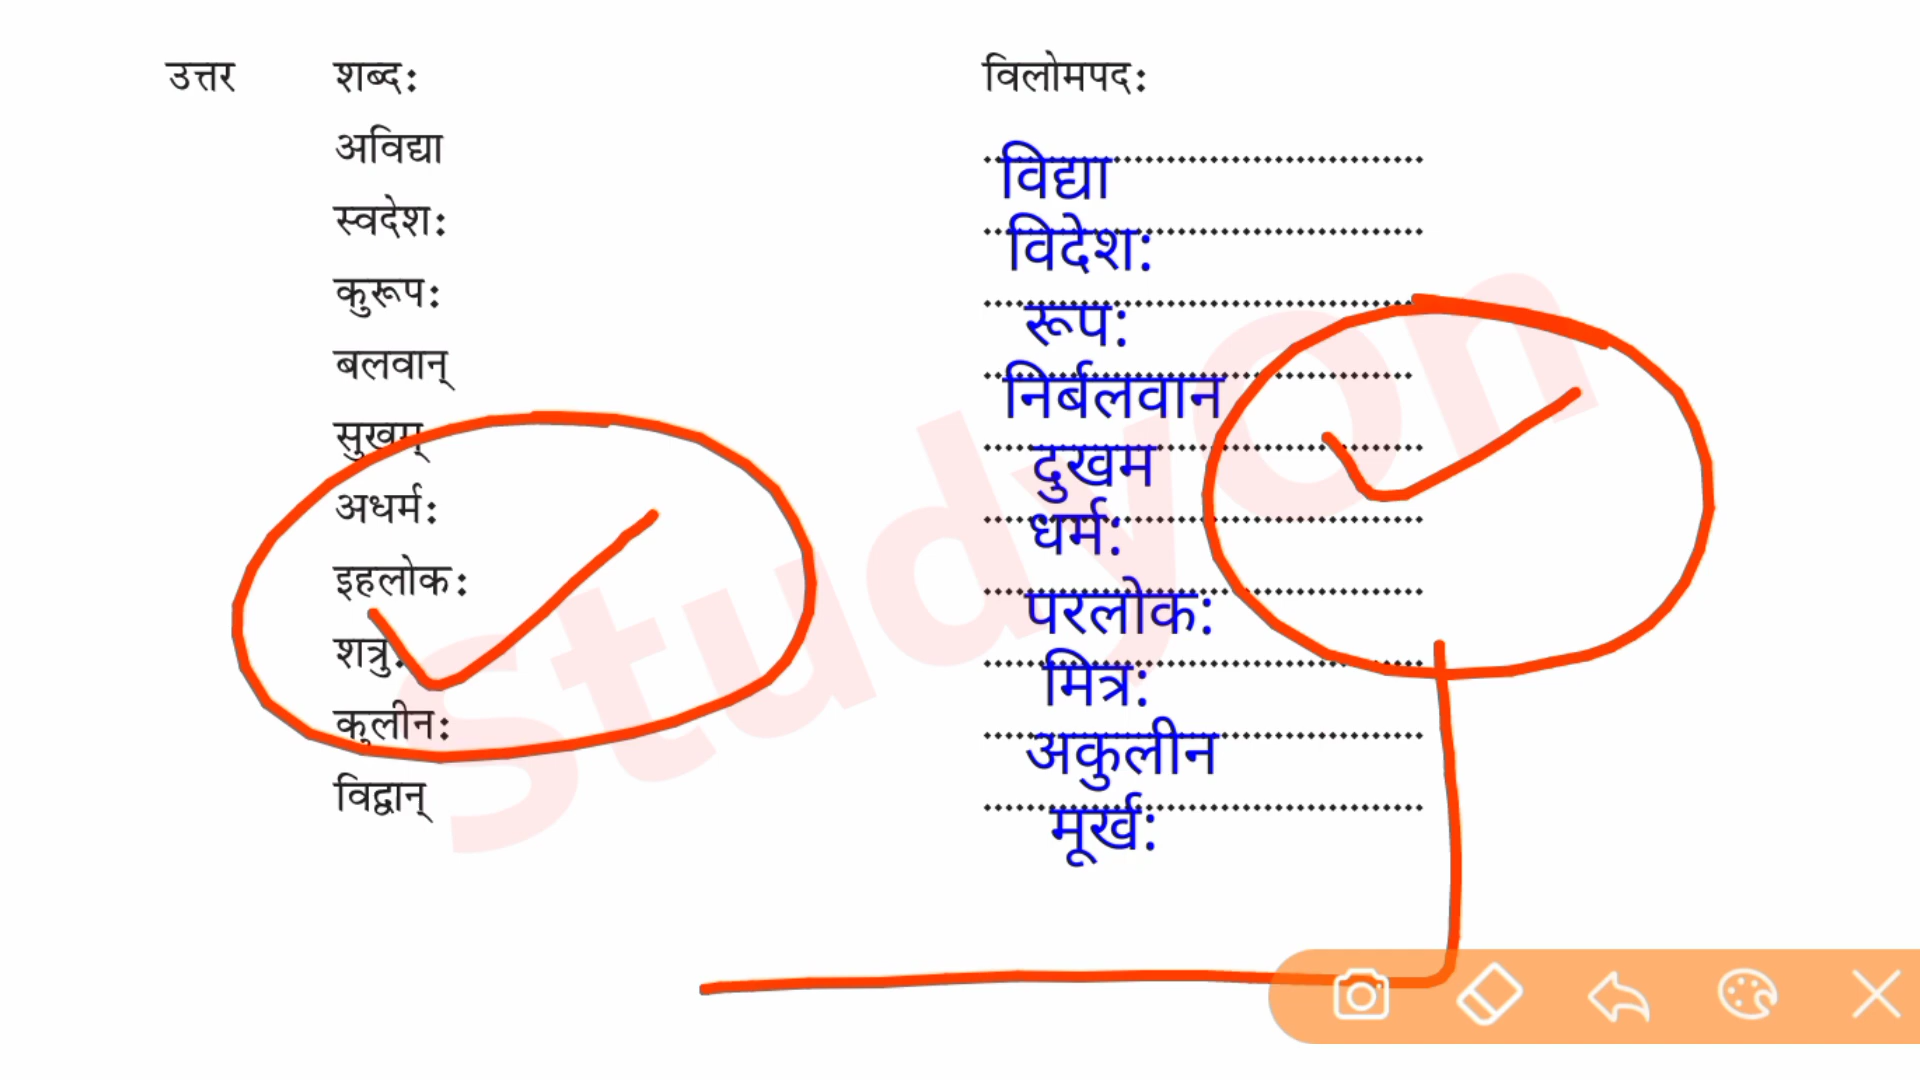 उत्तर शब्द: विलोमपद:
अविद्या विद्या
स्वदेश: विदेश:
कुरूप: रूप:
बलवान् निर्बलवान
सुखम् दुखम
अधर्म: धर्म:
इहलोक: परलोक:
शत्रु: मित्र:
कुलीन: अकुलीन
विद्वान् मूर्ख:
Studyon